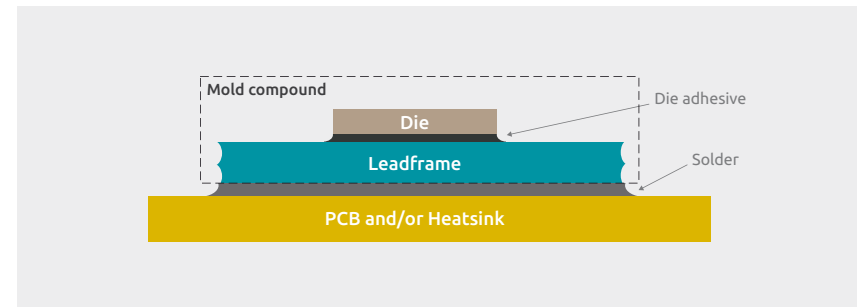 Mold compound
Die adhesive
Die
Leadframe
Solder
PCB and/or Heatsink